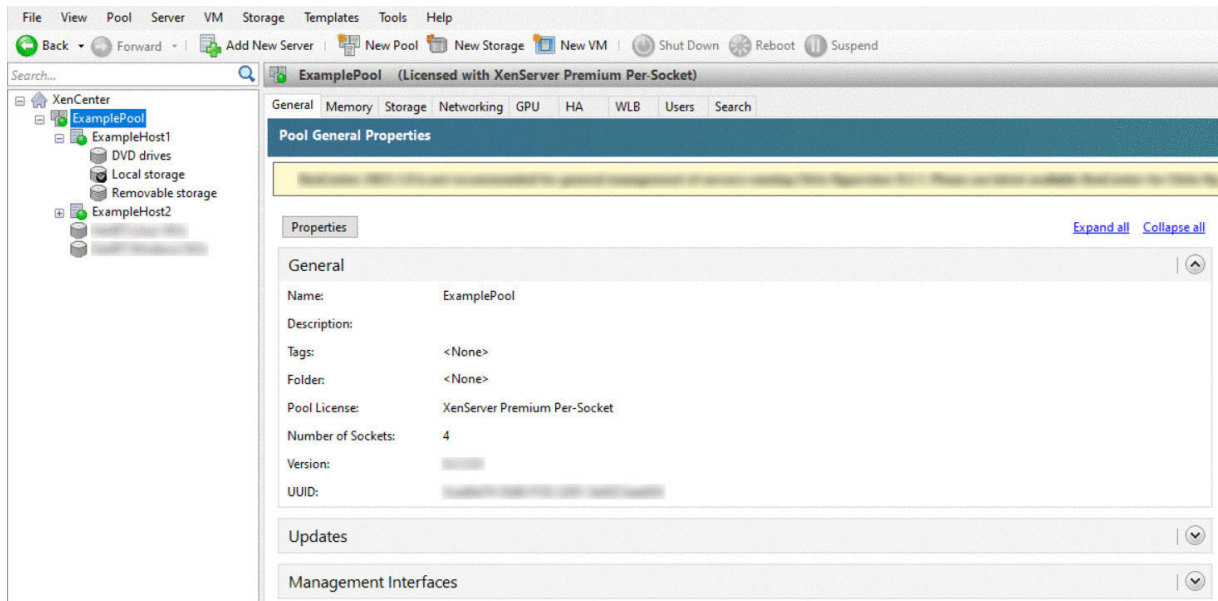 File View Pool Server VM Storage Templates Tools Help
Back Forward Add New Server New Pool New Storage New VM Shut Down Reboot Suspend
Search...
ExamplePool (Licensed with XenServer Premium Per-Socket)
XenCenter
ExamplePool
ExampleHost1
DVD drives
Local storage
Removable storage
ExampleHost2
General Memory Storage Networking GPU HA WLB Users Search
Pool General Properties
Properties
Expand all Collapse all
General
Name: ExamplePool
Description:
Tags: <None>
Folder: <None>
Pool License: XenServer Premium Per-Socket
Number of Sockets: 4
Version:
UUID:
Updates
Management Interfaces